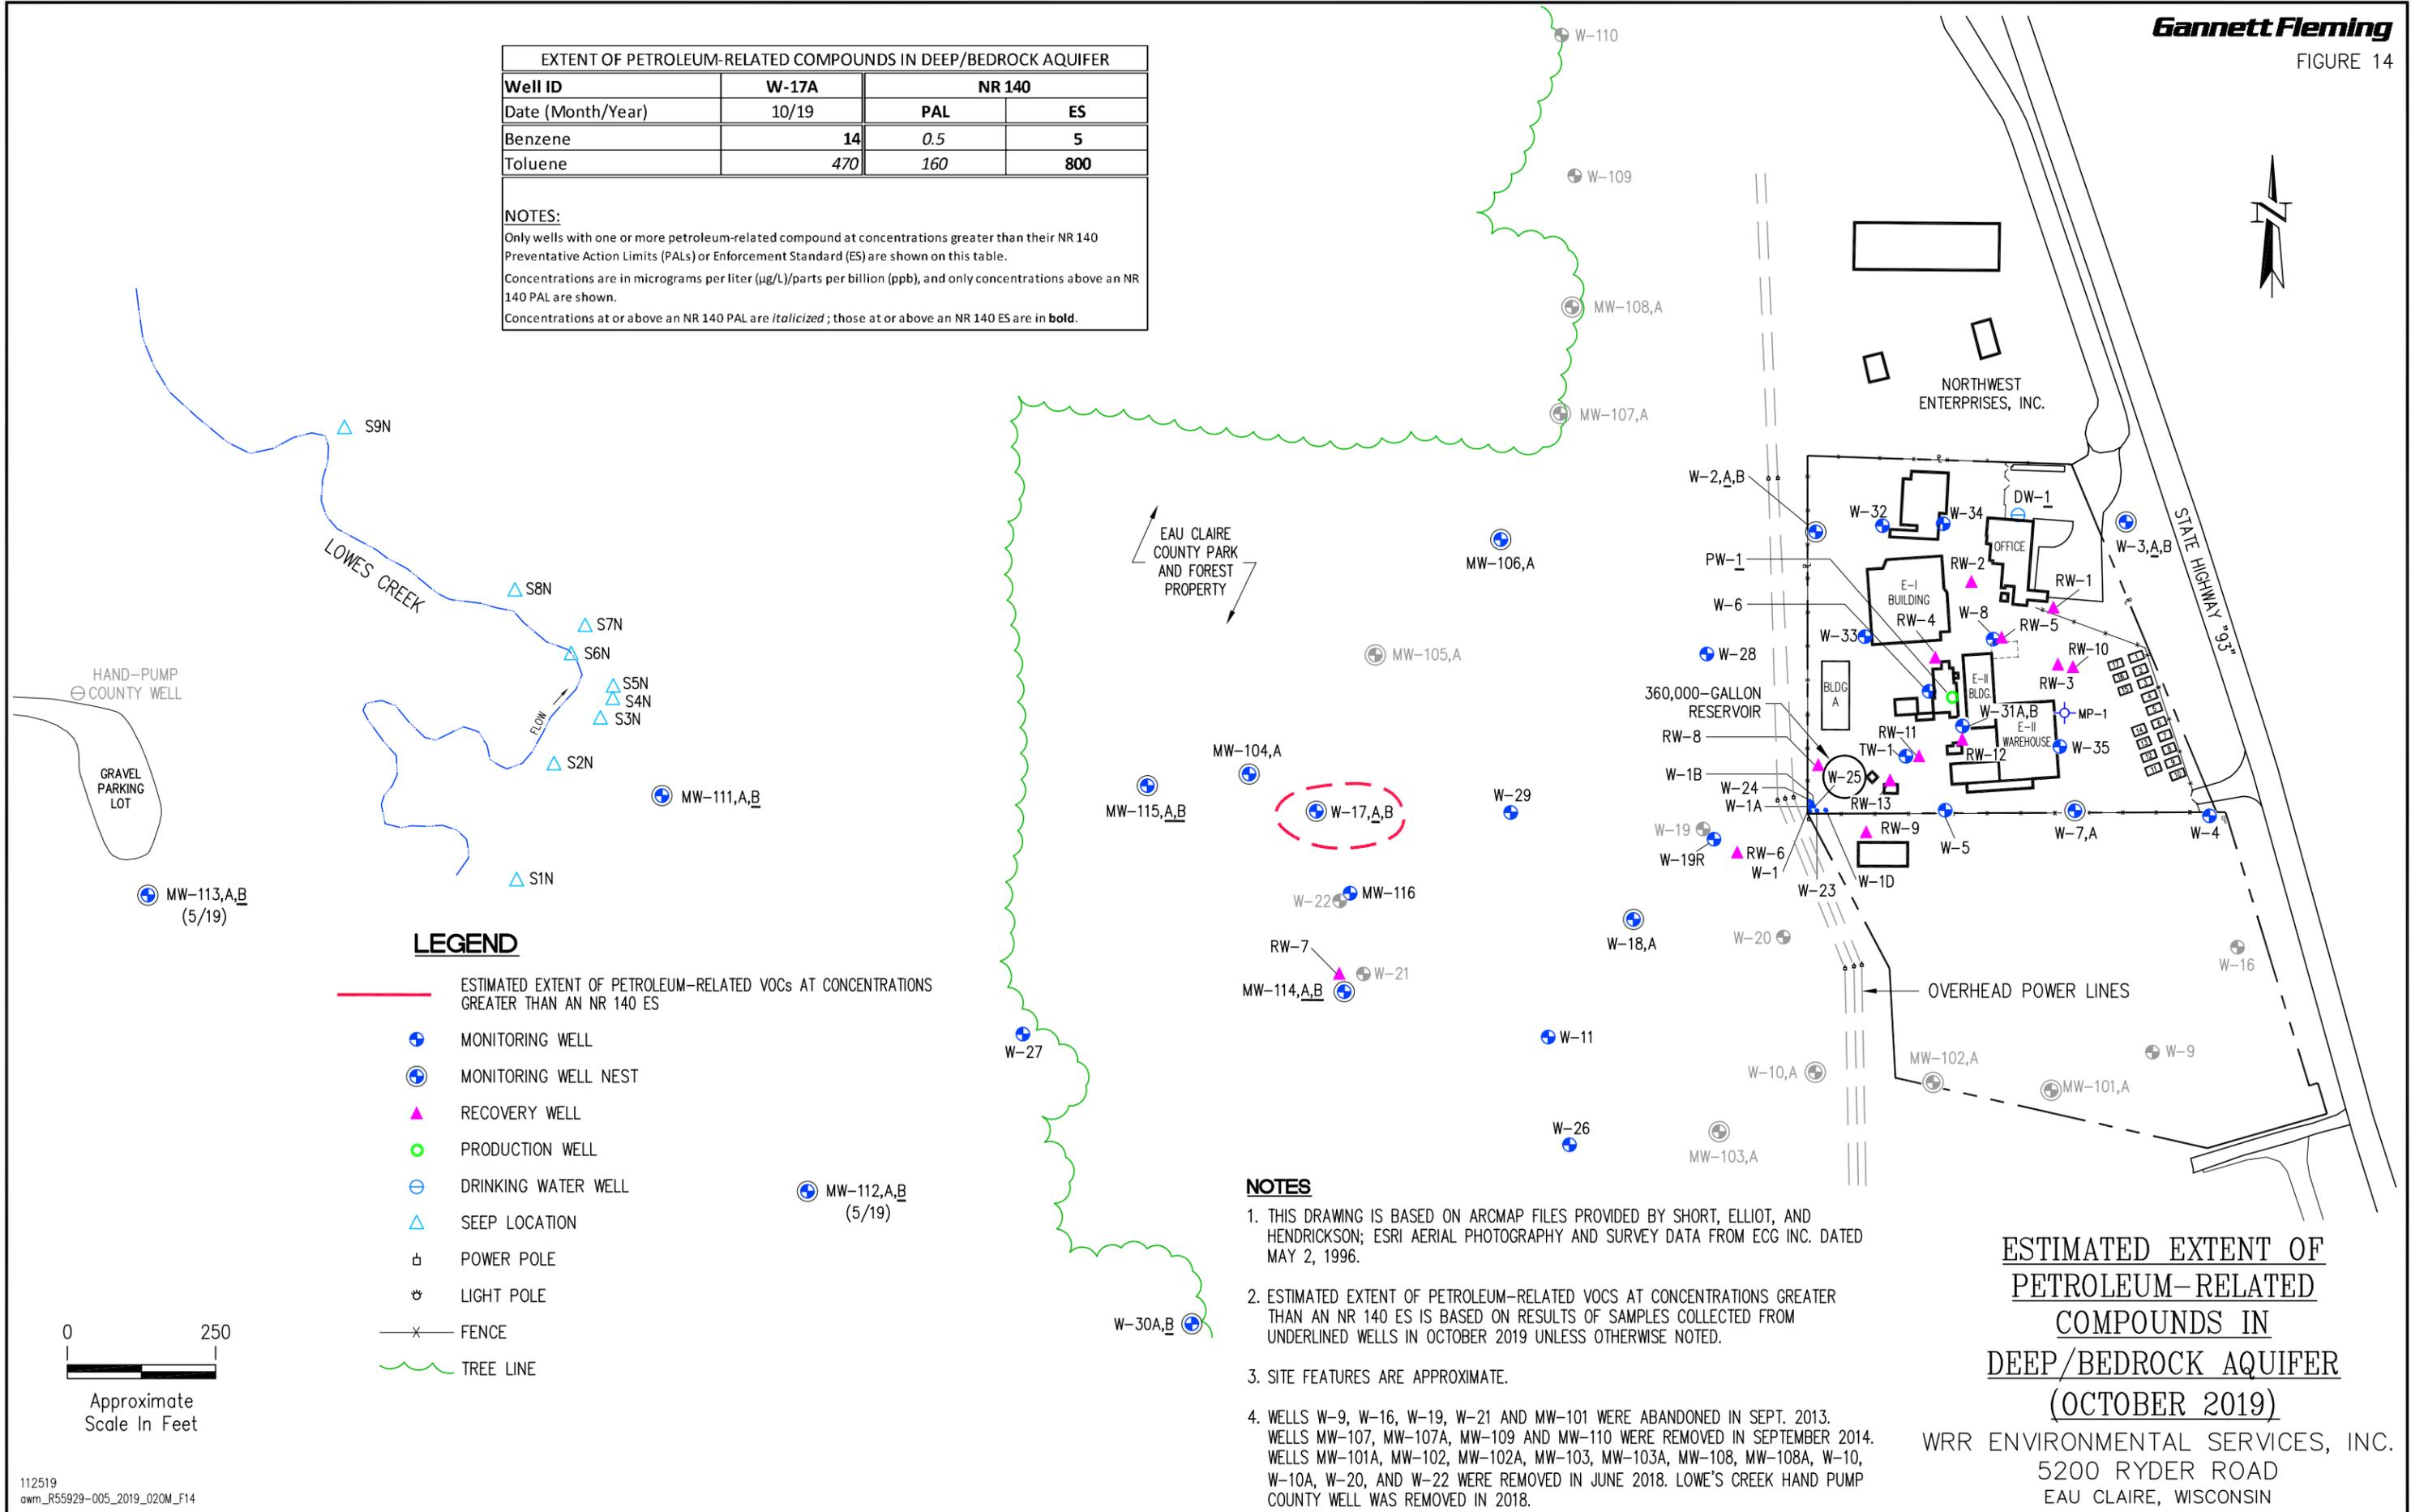 Gannett Fleming
FIGURE 14
EXTENT OF PETROLEUM-RELATED COMPOUNDS IN DEEP/BEDROCK AQUIFER
Well ID W-17A NR 140
Date (Month/Year) 10/19 PAL ES
Benzene 14 0.5 5
Toluene 470 160 800
NOTES:
Only wells with one or more petroleum-related compound at concentrations greater than their NR 140
Preventative Action Limits (PALs) or Enforcement Standard (ES) are shown on this table.
Concentrations are in micrograms per liter (µg/L)/parts per billion (ppb), and only concentrations above an NR
140 PAL are shown.
Concentrations at or above an NR 140 PAL are italicized ; those at or above an NR 140 ES are in bold.
W-110
W-109
MW-108,A
MW-107,A
NORTHWEST
ENTERPRISES, INC.
S9N
LOWES CREEK
S8N
S7N
S6N
S5N
S4N
S3N
FLOW
S2N
S1N
HAND-PUMP
COUNTY WELL
GRAVEL
PARKING
LOT
MW-113,A,B
(5/19)
MW-111,A,B
EAU CLAIRE
COUNTY PARK
AND FOREST
PROPERTY
MW-106,A
MW-105,A
MW-104,A
MW-115,A,B
W-17,A,B
W-29
W-22
MW-116
RW-7
W-21
MW-114,A,B
W-18,A
W-11
W-26
W-27
W-30A,B
MW-112,A,B
(5/19)
W-2,A,B
W-32
W-34
DW-1
OFFICE
W-3,A,B
STATE HIGHWAY "93"
PW-1
RW-2
E-I
BUILDING
RW-1
W-6
RW-4
W-8
RW-5
W-33
W-28
RW-10
RW-3
BLDG
A
E-II
BLDG.
360,000-GALLON
RESERVOIR
W-31A,B
MP-1
E-II
WAREHOUSE
RW-8
RW-11
TW-1
RW-12
W-35
W-1B
W-25
W-24
W-1A
RW-13
W-19
W-19R
RW-6
W-1
RW-9
W-5
W-7,A
W-4
W-23
W-1D
W-20
W-16
OVERHEAD POWER LINES
W-10,A
MW-102,A
W-9
MW-101,A
MW-103,A
LEGEND
ESTIMATED EXTENT OF PETROLEUM-RELATED VOCs AT CONCENTRATIONS
GREATER THAN AN NR 140 ES
MONITORING WELL
MONITORING WELL NEST
RECOVERY WELL
PRODUCTION WELL
DRINKING WATER WELL
SEEP LOCATION
POWER POLE
LIGHT POLE
FENCE
TREE LINE
0 250
Approximate
Scale In Feet
NOTES
1. THIS DRAWING IS BASED ON ARCMAP FILES PROVIDED BY SHORT, ELLIOT, AND
HENDRICKSON; ESRI AERIAL PHOTOGRAPHY AND SURVEY DATA FROM ECG INC. DATED
MAY 2, 1996.
2. ESTIMATED EXTENT OF PETROLEUM-RELATED VOCS AT CONCENTRATIONS GREATER
THAN AN NR 140 ES IS BASED ON RESULTS OF SAMPLES COLLECTED FROM
UNDERLINED WELLS IN OCTOBER 2019 UNLESS OTHERWISE NOTED.
3. SITE FEATURES ARE APPROXIMATE.
4. WELLS W-9, W-16, W-19, W-21 AND MW-101 WERE ABANDONED IN SEPT. 2013.
WELLS MW-107, MW-107A, MW-109 AND MW-110 WERE REMOVED IN SEPTEMBER 2014.
WELLS MW-101A, MW-102, MW-102A, MW-103, MW-103A, MW-108, MW-108A, W-10,
W-10A, W-20, AND W-22 WERE REMOVED IN JUNE 2018. LOWE'S CREEK HAND PUMP
COUNTY WELL WAS REMOVED IN 2018.
ESTIMATED EXTENT OF
PETROLEUM-RELATED
COMPOUNDS IN
DEEP/BEDROCK AQUIFER
(OCTOBER 2019)
WRR ENVIRONMENTAL SERVICES, INC.
5200 RYDER ROAD
EAU CLAIRE, WISCONSIN
112519
awm_R55929-005_2019_020M_F14